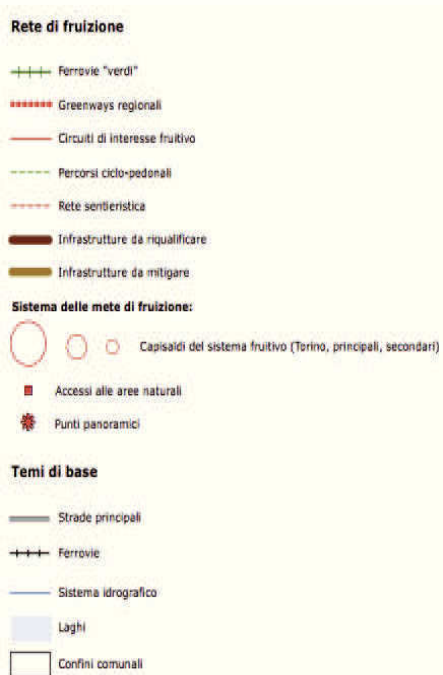 Rete di fruizione
Ferrovie "verdi"
Greenways regionali
Circuiti di interesse fruitivo
Percorsi ciclo-pedonali
Rete sentieristica
Infrastrutture da riqualificare
Infrastrutture da mitigare
Sistema delle mete di fruizione:
Capisaldi del sistema fruitivo (Torino, principali, secondari)
Accessi alle aree naturali
Punti panoramici
Temi di base
Strade principali
Ferrovie
Sistema idrografico
Laghi
Confini comunali